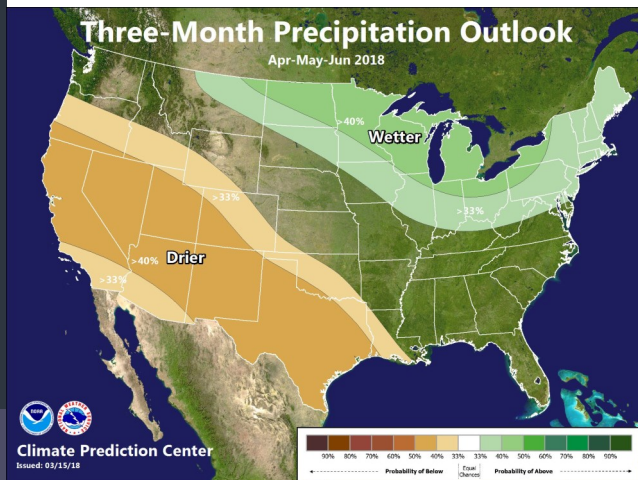 Three-Month Precipitation Outlook
Apr-May-Jun 2018
>40%
Wetter
>33%
>33%
>40%
Drier
>33%
NOAA
Climate Prediction Center
Issued: 03/15/18
90% 80% 70% 60% 50% 40% 33% 33% 40% 50% 60% 70% 80% 90%
Probability of Below
Equal
Chances
Probability of Above